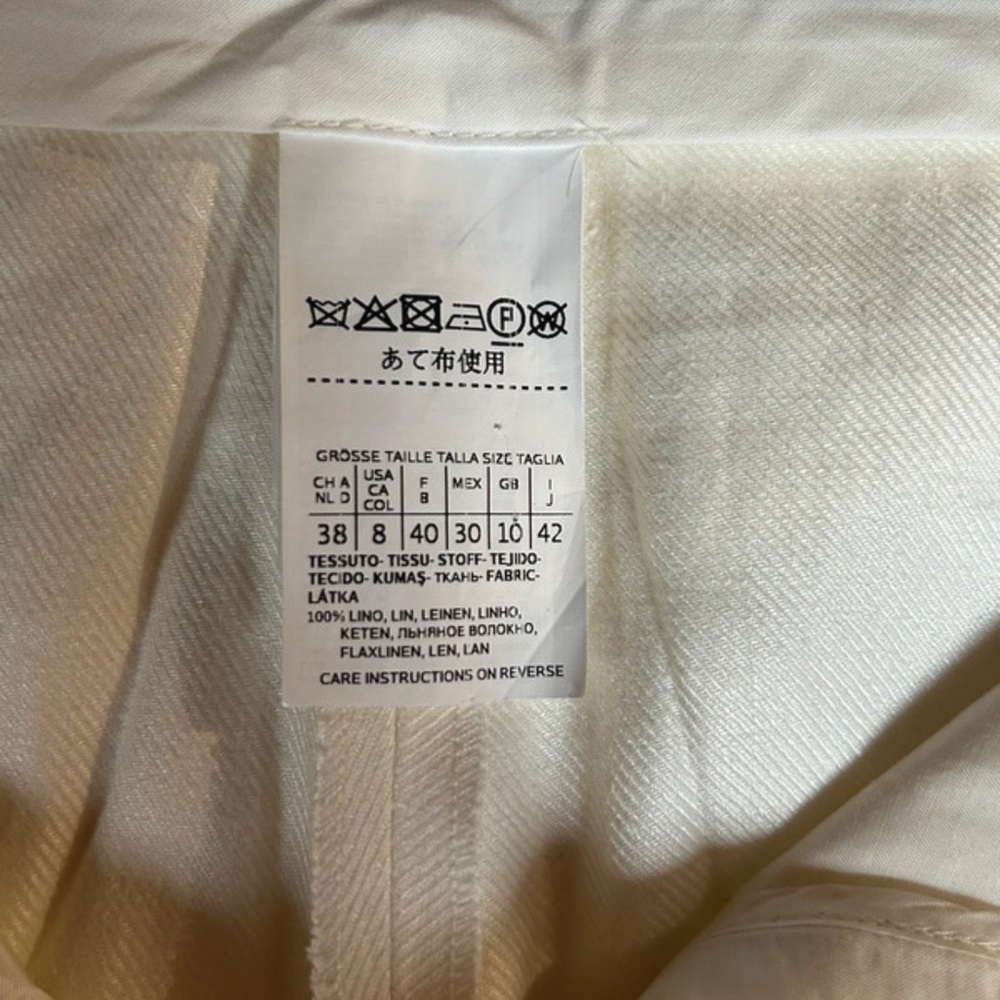 P W
あて布使用
GRÖSSE TAILLE TALLA SIZE TAGLIA
CH A NL D USA CA COL F B MEX GB I J
38 8 40 30 10 42
TESSUTO- TISSU- STOFF- TEJIDO-
TECIDO- KUMAŞ- ТКАНЬ- FABRIC-
LÁTKA
100% LINO, LIN, LEINEN, LINHO,
KETEN, ЛЬНЯНОЕ ВОЛОКНО,
FLAXLINEN, LEN, LAN
CARE INSTRUCTIONS ON REVERSE